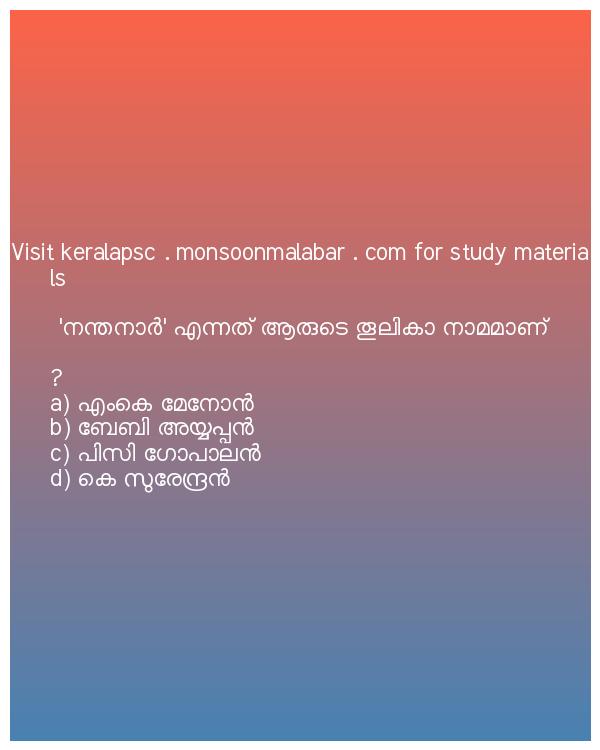 Visit keralapsc . monsoonmalabar . com for study materia
ls
'നന്തനാർ' എന്നത് ആരുടെ തൂലികാ നാമമാണ്
?
a) എംകെ മേനോൻ
b) ബേബി അയ്യപ്പൻ
c) പിസി ഗോപാലൻ
d) കെ സുരേന്ദ്രൻ